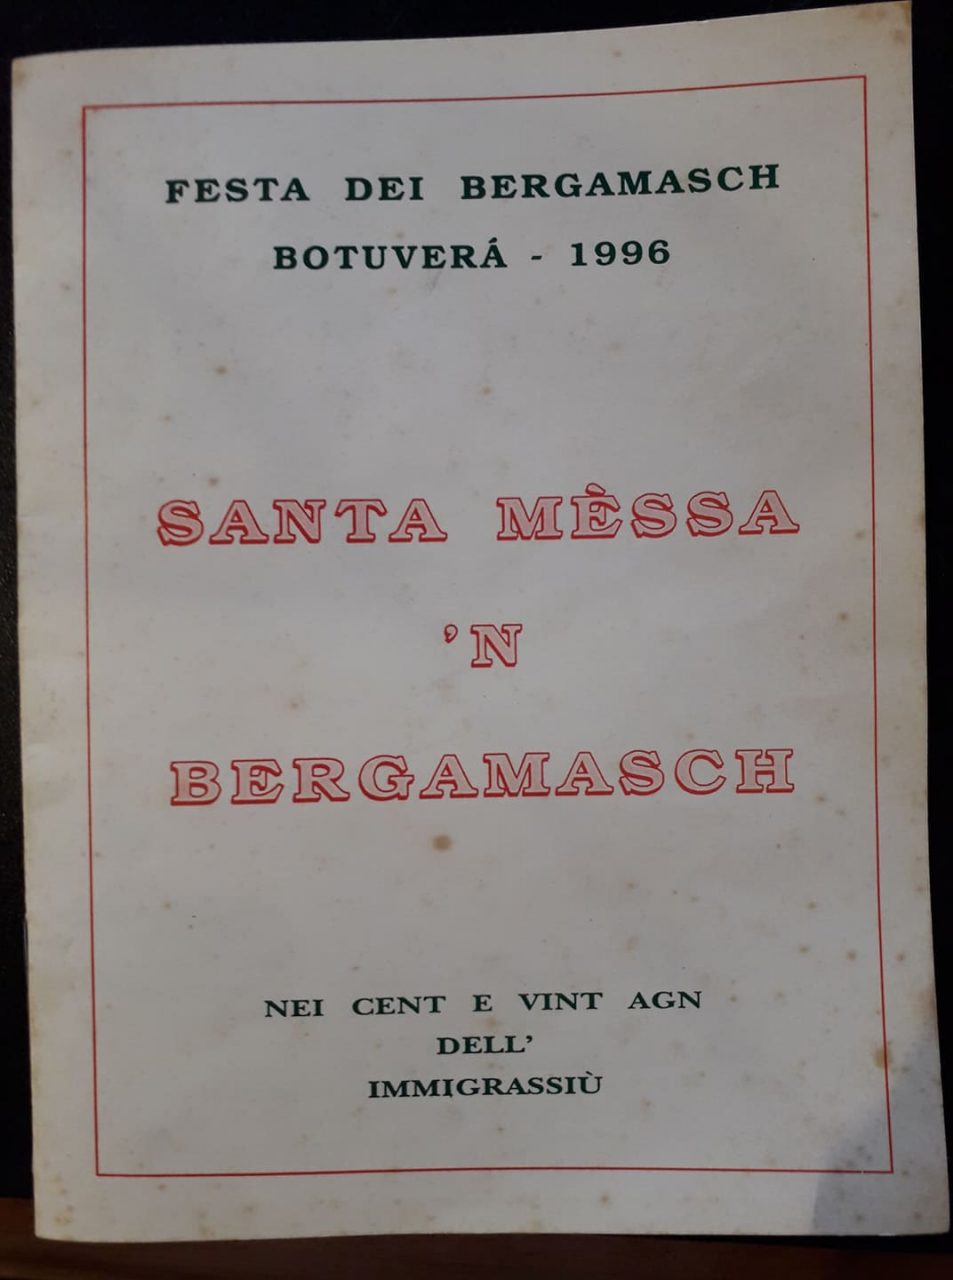 FESTA DEI BERGAMASCH
BOTUVERÁ - 1996
SANTA MÈSSA
'N
BERGAMASCH
NEI CENT E VINT AGN
DELL'
IMMIGRASSIÙ